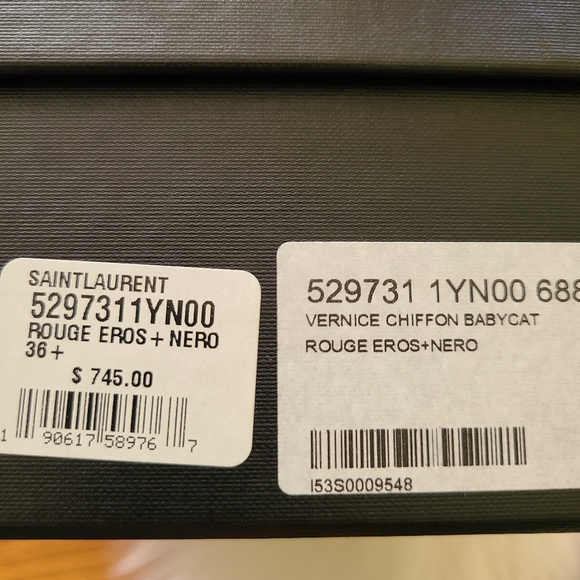 SAINTLAURENT
5297311YN00
ROUGE EROS + NERO
36 +
$ 745.00
1 90617 58976 7
529731 1YN00 688
VERNICE CHIFFON BABYCAT
ROUGE EROS+NERO
I53S0009548